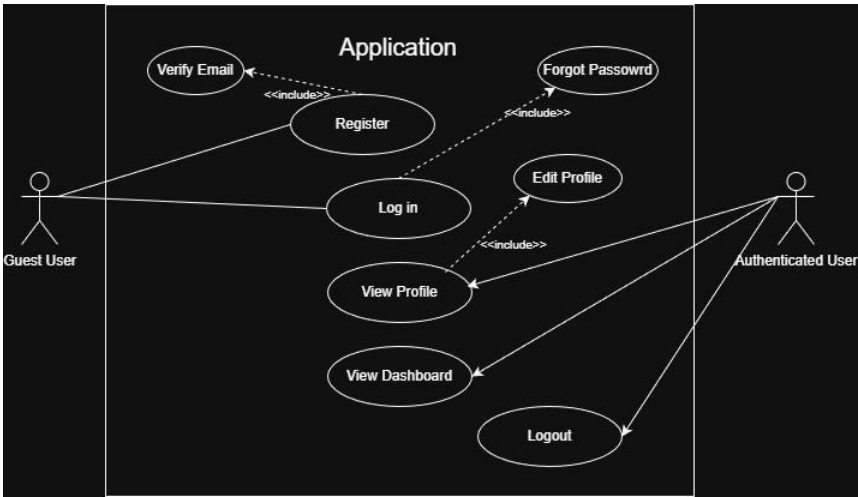 Application
Verify Email
Forgot Passowrd
<<include>>
<<include>>
Register
Edit Profile
Log in
<<include>>
Guest User
Authenticated User
View Profile
View Dashboard
Logout